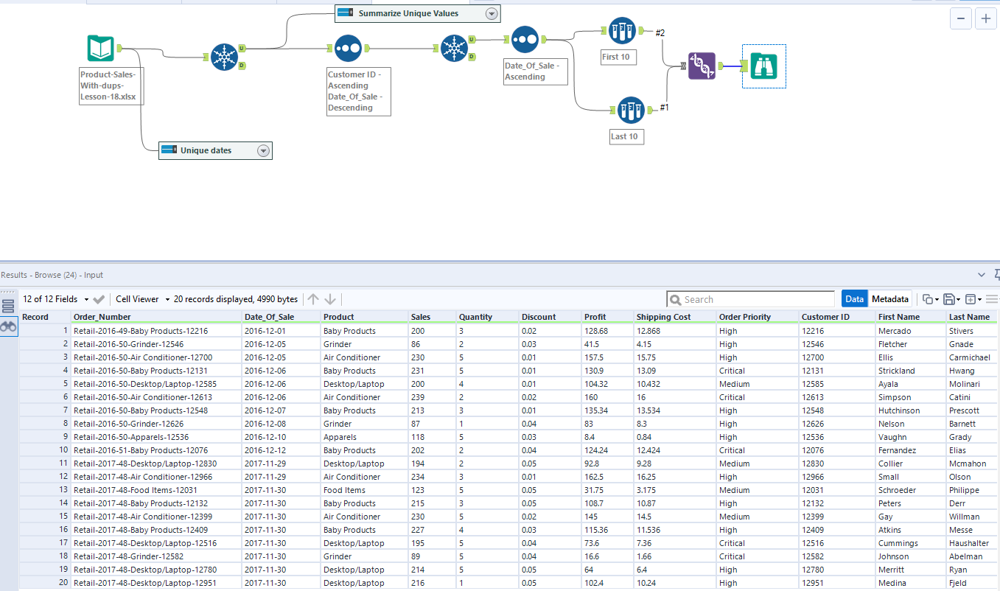 Summarize Unique Values
U
D
U
D
#2
First 10
Product-Sales-
With-dups-
Lesson-18.xlsx
Customer ID -
Ascending
Date_Of_Sale -
Descending
Date_Of_Sale -
Ascending
#1
Last 10
Unique dates
Results - Browse (24) - Input
12 of 12 Fields Cell Viewer 20 records displayed, 4990 bytes Search Data Metadata
Record Order_Number Date_Of_Sale Product Sales Quantity Discount Profit Shipping Cost Order Priority Customer ID First Name Last Name
1 Retail-2016-49-Baby Products-12216 2016-12-01 Baby Products 200 3 0.02 128.68 12.868 High 12216 Mercado Stivers
2 Retail-2016-50-Grinder-12546 2016-12-05 Grinder 86 2 0.03 41.5 4.15 High 12546 Fletcher Gnade
3 Retail-2016-50-Air Conditioner-12700 2016-12-05 Air Conditioner 230 5 0.01 157.5 15.75 High 12700 Ellis Carmichael
4 Retail-2016-50-Baby Products-12131 2016-12-06 Baby Products 231 5 0.01 130.9 13.09 Critical 12131 Strickland Hwang
5 Retail-2016-50-Desktop/Laptop-12585 2016-12-06 Desktop/Laptop 200 4 0.01 104.32 10.432 Medium 12585 Ayala Molinari
6 Retail-2016-50-Air Conditioner-12613 2016-12-06 Air Conditioner 239 2 0.02 160 16 Critical 12613 Simpson Catini
7 Retail-2016-50-Baby Products-12548 2016-12-07 Baby Products 213 3 0.01 135.34 13.534 High 12548 Hutchinson Prescott
8 Retail-2016-50-Grinder-12626 2016-12-08 Grinder 87 1 0.04 83 8.3 High 12626 Nelson Barnett
9 Retail-2016-50-Apparels-12536 2016-12-10 Apparels 118 5 0.03 8.4 0.84 High 12536 Vaughn Grady
10 Retail-2016-51-Baby Products-12076 2016-12-12 Baby Products 202 2 0.04 124.24 12.424 Critical 12076 Fernandez Elias
11 Retail-2017-48-Desktop/Laptop-12830 2017-11-29 Desktop/Laptop 194 2 0.05 92.8 9.28 Medium 12830 Collier Mcmahon
12 Retail-2017-48-Air Conditioner-12966 2017-11-29 Air Conditioner 234 3 0.01 162.5 16.25 High 12966 Small Olson
13 Retail-2017-48-Food Items-12031 2017-11-30 Food Items 123 5 0.05 31.75 3.175 Medium 12031 Schroeder Philippe
14 Retail-2017-48-Baby Products-12132 2017-11-30 Baby Products 215 3 0.05 108.7 10.87 High 12132 Peters Derr
15 Retail-2017-48-Air Conditioner-12399 2017-11-30 Air Conditioner 230 5 0.02 145 14.5 Medium 12399 Gay Willman
16 Retail-2017-48-Baby Products-12409 2017-11-30 Baby Products 227 4 0.03 115.36 11.536 High 12409 Atkins Messe
17 Retail-2017-48-Desktop/Laptop-12516 2017-11-30 Desktop/Laptop 195 5 0.04 73.6 7.36 Critical 12516 Cummings Haushalter
18 Retail-2017-48-Grinder-12582 2017-11-30 Grinder 89 5 0.04 16.6 1.66 Critical 12582 Johnson Abelman
19 Retail-2017-48-Desktop/Laptop-12780 2017-11-30 Desktop/Laptop 214 5 0.05 64 6.4 High 12780 Merritt Ryan
20 Retail-2017-48-Desktop/Laptop-12951 2017-11-30 Desktop/Laptop 216 1 0.05 102.4 10.24 High 12951 Medina Fjeld